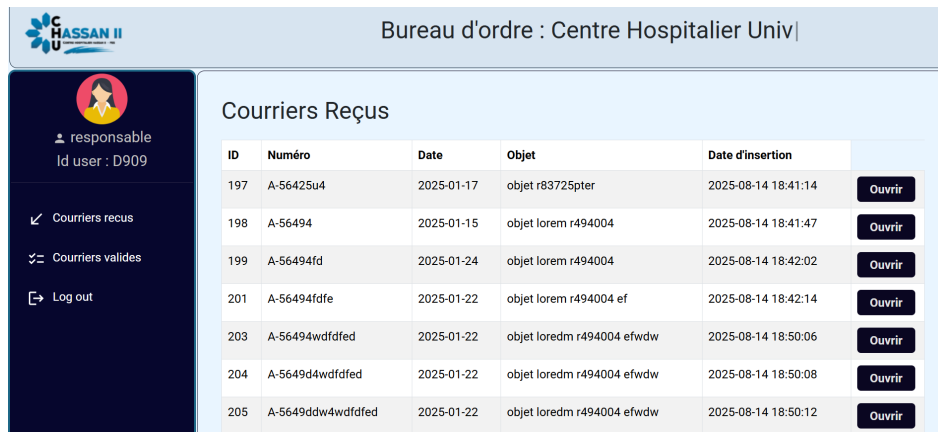 CHU HASSAN II
Bureau d'ordre : Centre Hospitalier Univ|
responsable
Id user : D909
Courriers recus
Courriers valides
Log out
Courriers Reçus
ID Numéro Date Objet Date d'insertion
197 A-56425u4 2025-01-17 objet r83725pter 2025-08-14 18:41:14 Ouvrir
198 A-56494 2025-01-15 objet lorem r494004 2025-08-14 18:41:47 Ouvrir
199 A-56494fd 2025-01-24 objet lorem r494004 2025-08-14 18:42:02 Ouvrir
201 A-56494fdfe 2025-01-22 objet lorem r494004 ef 2025-08-14 18:42:14 Ouvrir
203 A-56494wdfdfed 2025-01-22 objet loredm r494004 efwdw 2025-08-14 18:50:06 Ouvrir
204 A-5649d4wdfdfed 2025-01-22 objet loredm r494004 efwdw 2025-08-14 18:50:08 Ouvrir
205 A-5649ddw4wdfdfed 2025-01-22 objet loredm r494004 efwdw 2025-08-14 18:50:12 Ouvrir